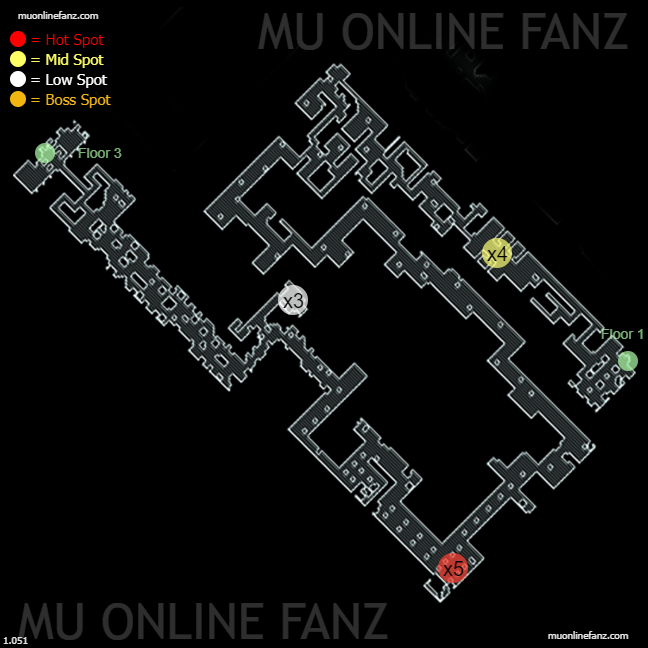 muonlinefanz.com
MU ONLINE FANZ
= Hot Spot
= Mid Spot
= Low Spot
= Boss Spot
Floor 3
x4
x3
Floor 1
x5
MU ONLINE FANZ
muonlinefanz.com
1.051